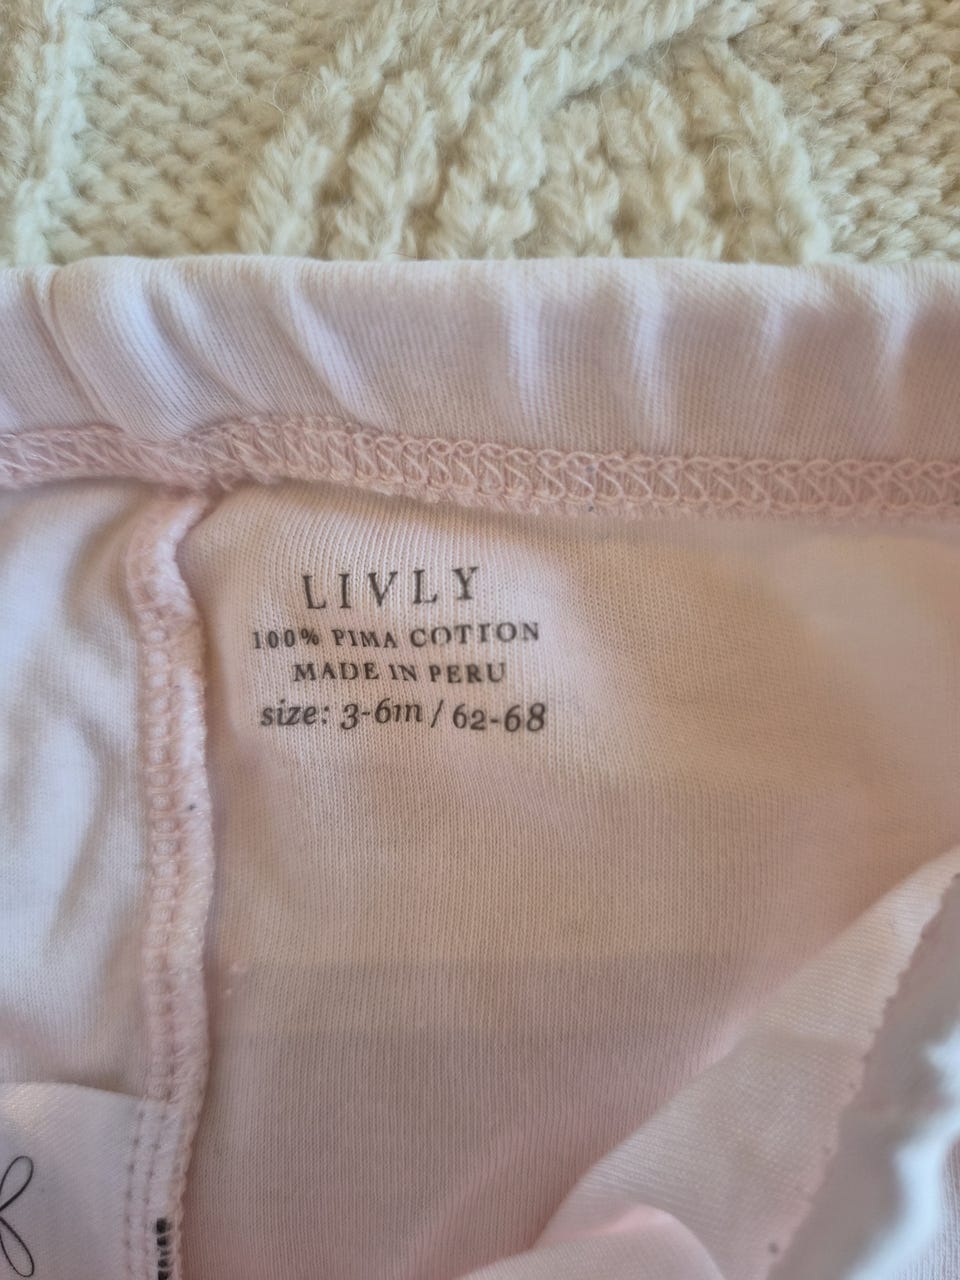 LIVLY
100% PIMA COTTON
MADE IN PERU
size: 3-6m / 62-68